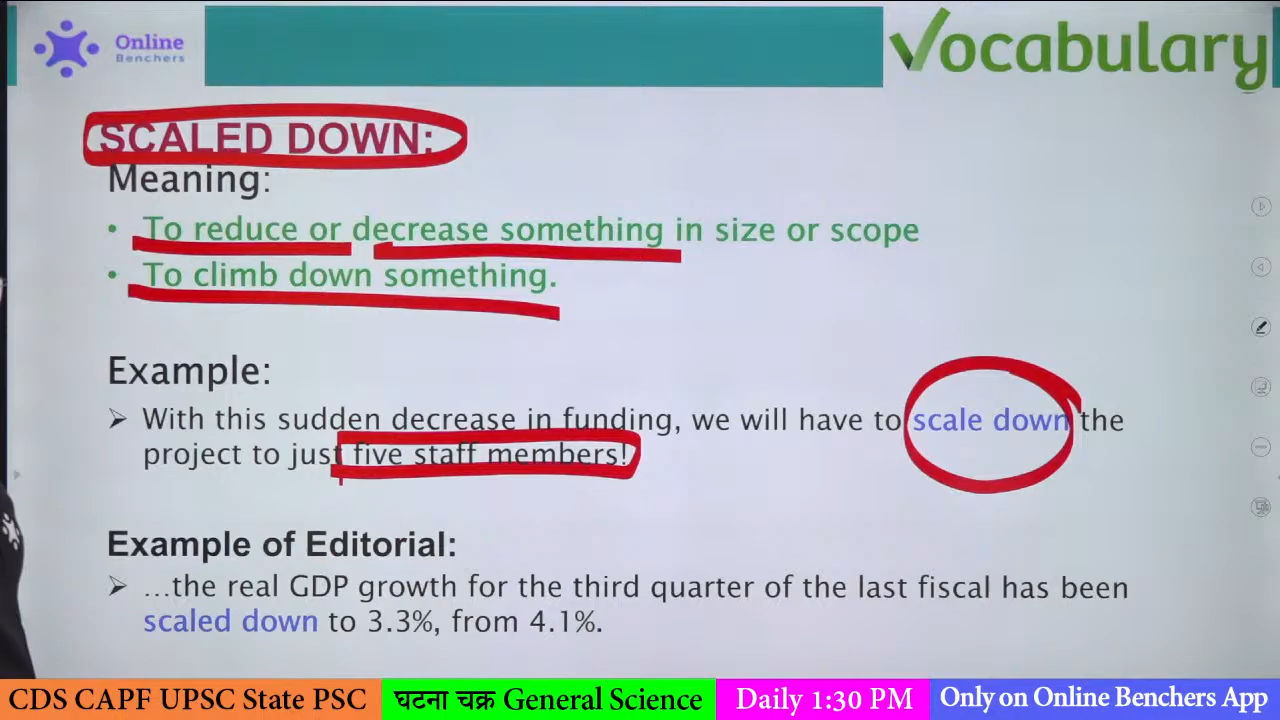 Online
Benchers
Vocabulary
SCALED DOWN:
Meaning:
• To reduce or decrease something in size or scope
• To climb down something.
Example:
➢ With this sudden decrease in funding, we will have to scale down the
project to just five staff members!
Example of Editorial:
➢ ...the real GDP growth for the third quarter of the last fiscal has been
scaled down to 3.3%, from 4.1%.
CDS CAPF UPSC State PSC घटना चक्र General Science Daily 1:30 PM Only on Online Benchers App